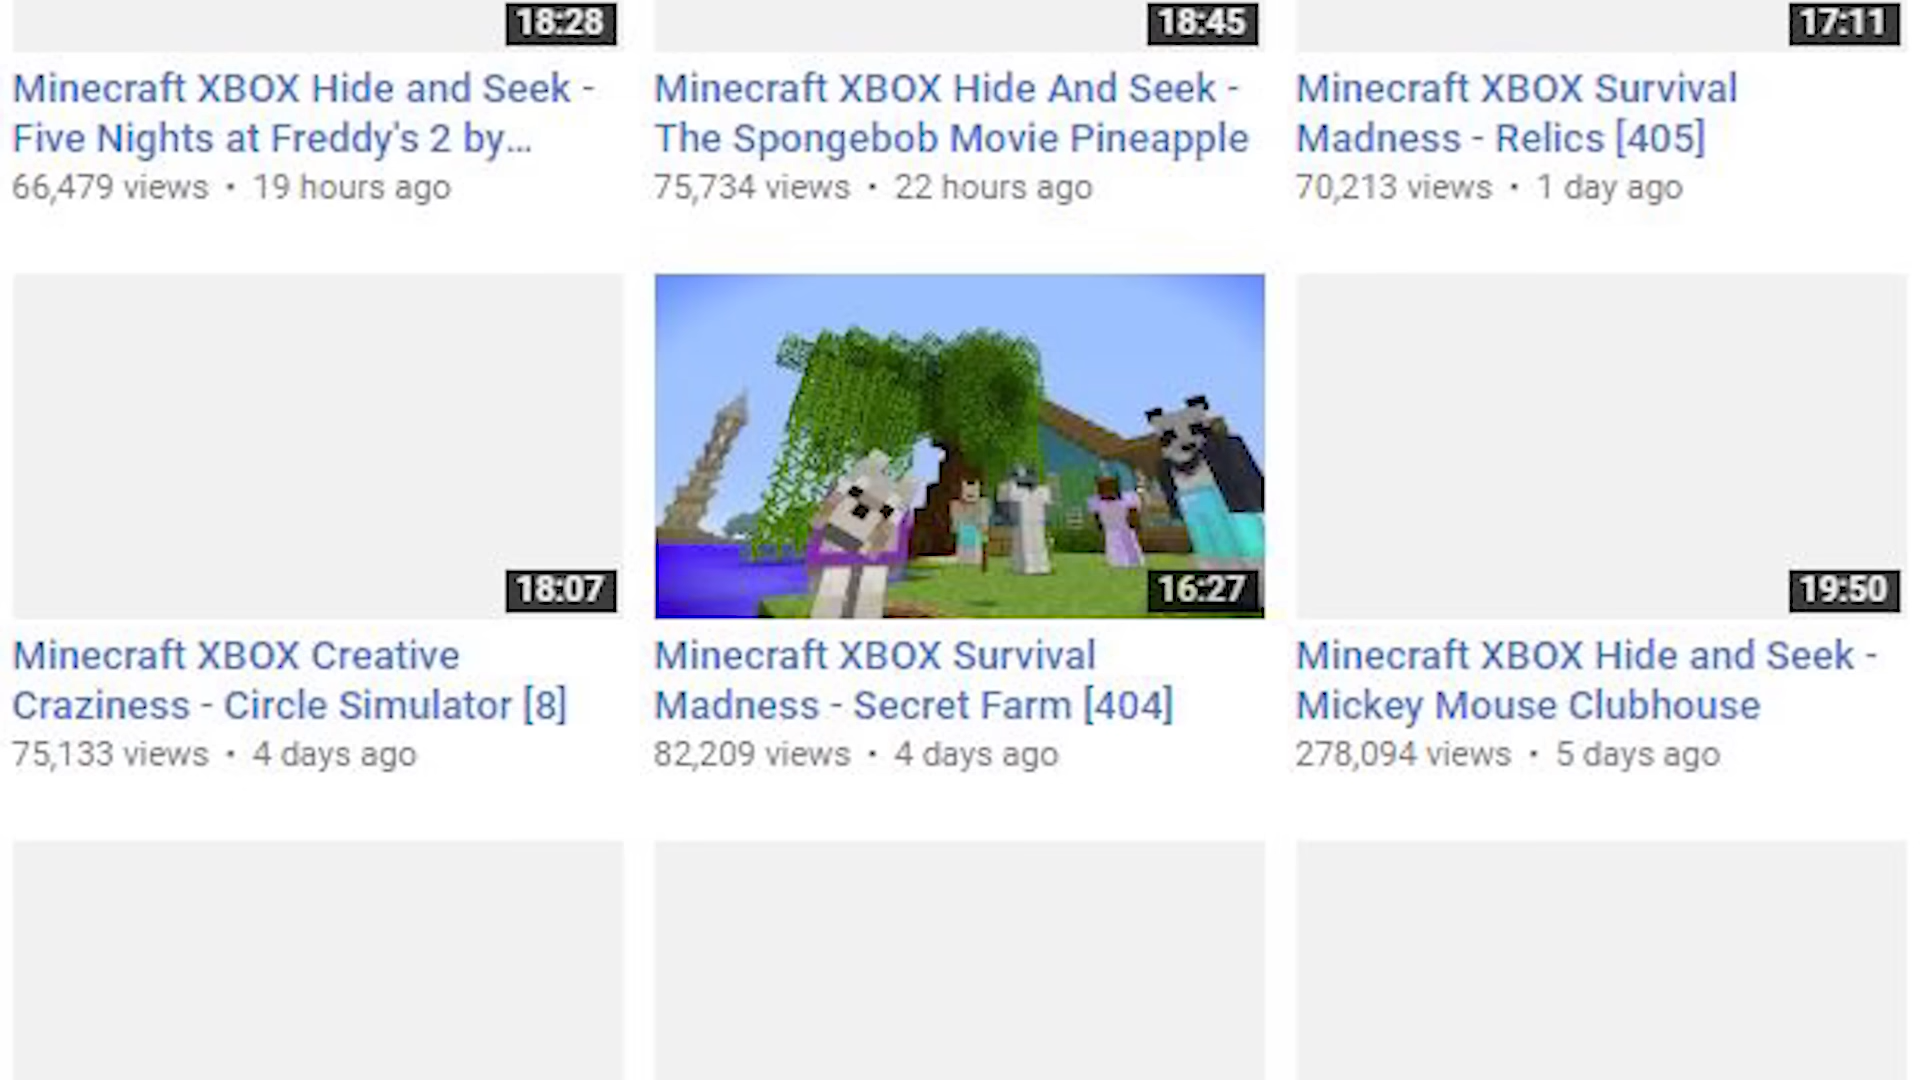 18:28
18:45
17:11
Minecraft XBOX Hide and Seek -
Five Nights at Freddy's 2 by...
66,479 views • 19 hours ago
Minecraft XBOX Hide And Seek -
The Spongebob Movie Pineapple
75,734 views • 22 hours ago
Minecraft XBOX Survival
Madness - Relics [405]
70,213 views • 1 day ago
18:07
Minecraft XBOX Creative
Craziness - Circle Simulator [8]
75,133 views • 4 days ago
16:27
Minecraft XBOX Survival
Madness - Secret Farm [404]
82,209 views • 4 days ago
19:50
Minecraft XBOX Hide and Seek -
Mickey Mouse Clubhouse
278,094 views • 5 days ago